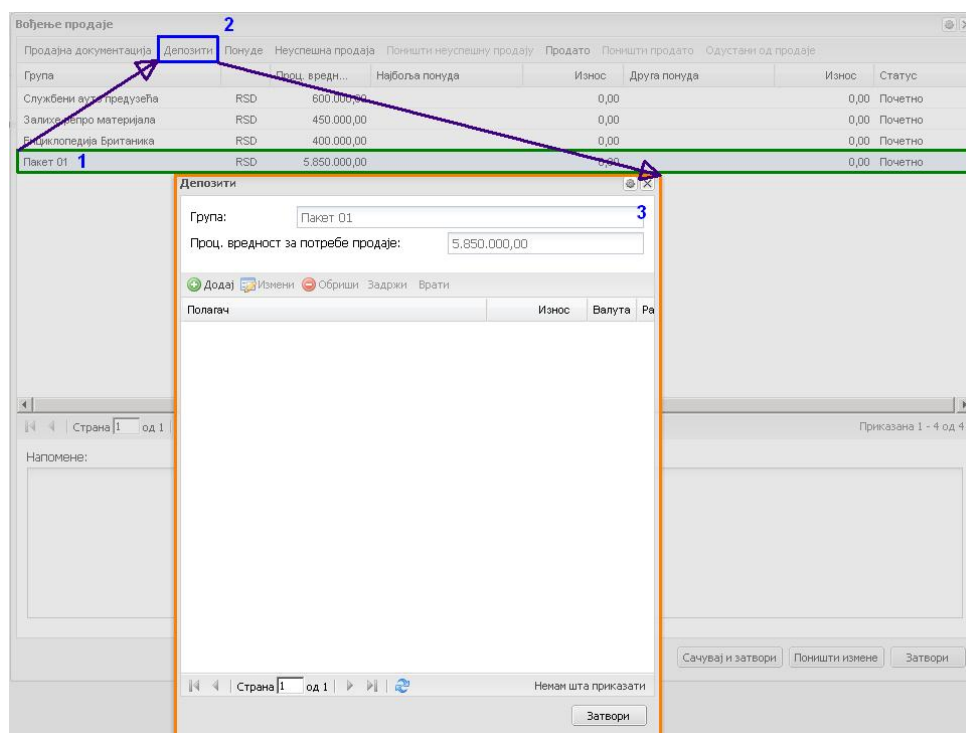 Вођење продаје 2
Продајна документација Депозити Понуде Неуспешна продаја Поништи неуспешну продају Продато Поништи продато Одустани од продаје
Група Проц. вредн... Најбоља понуда Износ Друга понуда Износ Статус
Службени ауто предузећа RSD 600.000,00 0,00 0,00 Почетно
Залихе репро материјала RSD 450.000,00 0,00 0,00 Почетно
Енциклопедија Британика RSD 400.000,00 0,00 0,00 Почетно
Пакет 01 1 RSD 5.850.000,00 0,00 0,00 Почетно
Депозити
Група: Пакет 01 3
Проц. вредност за потребе продаје: 5.850.000,00
Додај Измени Обриши Задржи Врати
Полагач Износ Валута Ра
Страна 1 од 1 Приказана 1 - 4 од 4
Напомене:
Сачувај и затвори Поништи измене Затвори
Страна 1 од 1 Немам шта приказати
Затвори